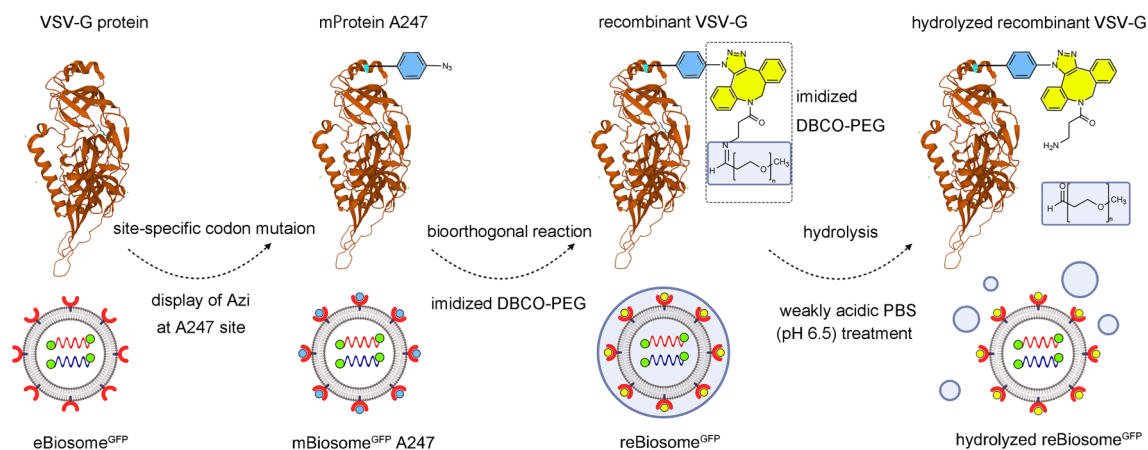 VSV-G protein
mProtein A247
recombinant VSV-G
hydrolyzed recombinant VSV-G
N₃
N N
N
N
O
N
H
O CH₃
n
imidized
DBCO-PEG
N N
N
N
O
H₂N
O
H
O CH₃
n
site-specific codon mutaion
display of Azi
at A247 site
bioorthogonal reaction
imidized DBCO-PEG
hydrolysis
weakly acidic PBS
(pH 6.5) treatment
eBiosomeᴳᶠᴾ
mBiosomeᴳᶠᴾ A247
reBiosomeᴳᶠᴾ
hydrolyzed reBiosomeᴳᶠᴾ